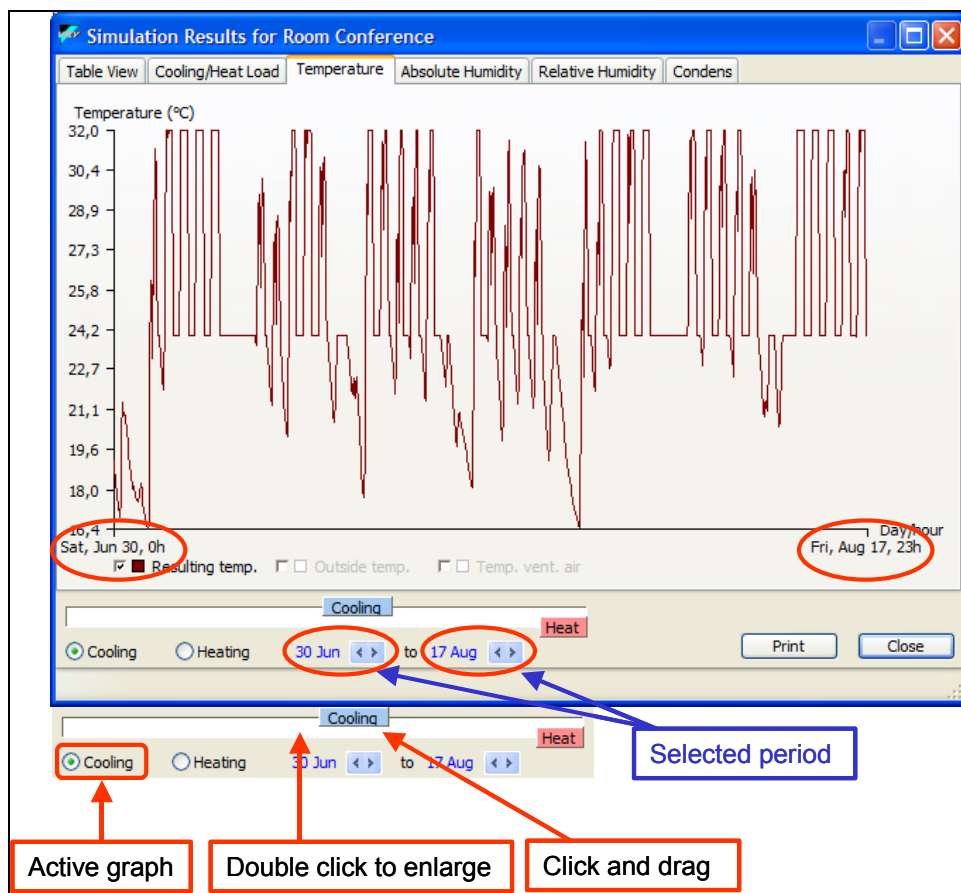 Simulation Results for Room Conference
Table View Cooling/Heat Load Temperature Absolute Humidity Relative Humidity Condens
Temperature (ºC)
32,0
30,4
28,9
27,3
25,8
24,2
22,7
21,1
19,6
18,0
16,4
Day/hour
Sat, Jun 30, 0h Fri, Aug 17, 23h
Resulting temp. Outside temp. Temp. vent. air
Cooling
Heat
Cooling Heating 30 Jun to 17 Aug Print Close
Cooling
Heat
Cooling Heating 30 Jun to 17 Aug
Selected period
Active graph Double click to enlarge Click and drag